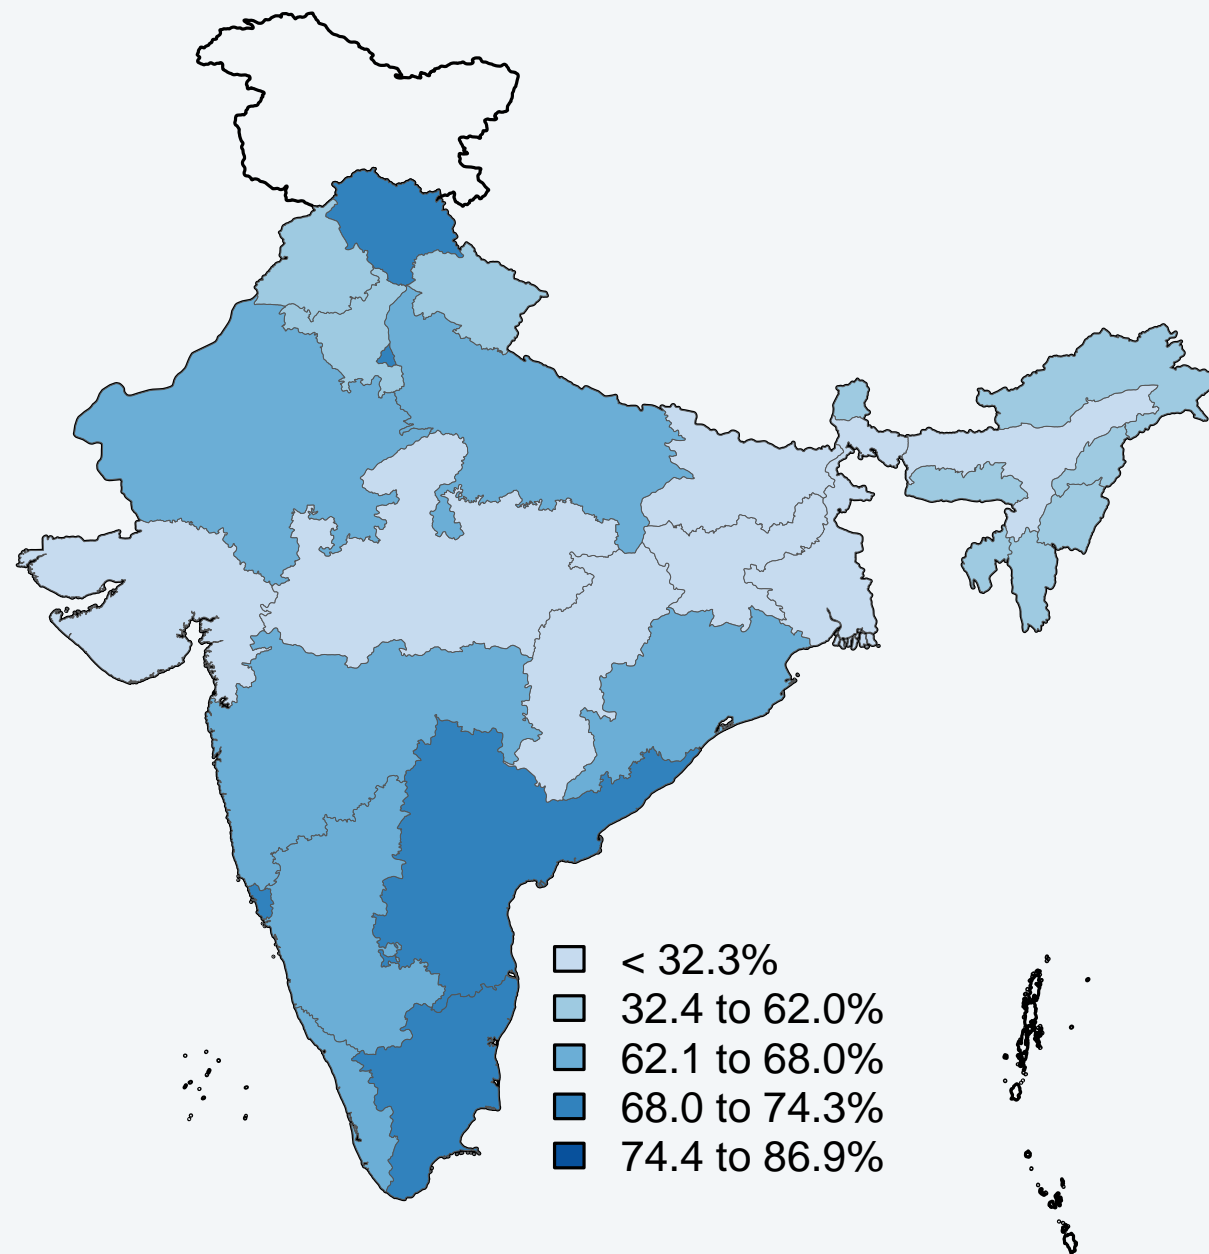 < 32.3%
32.4 to 62.0%
62.1 to 68.0%
68.0 to 74.3%
74.4 to 86.9%